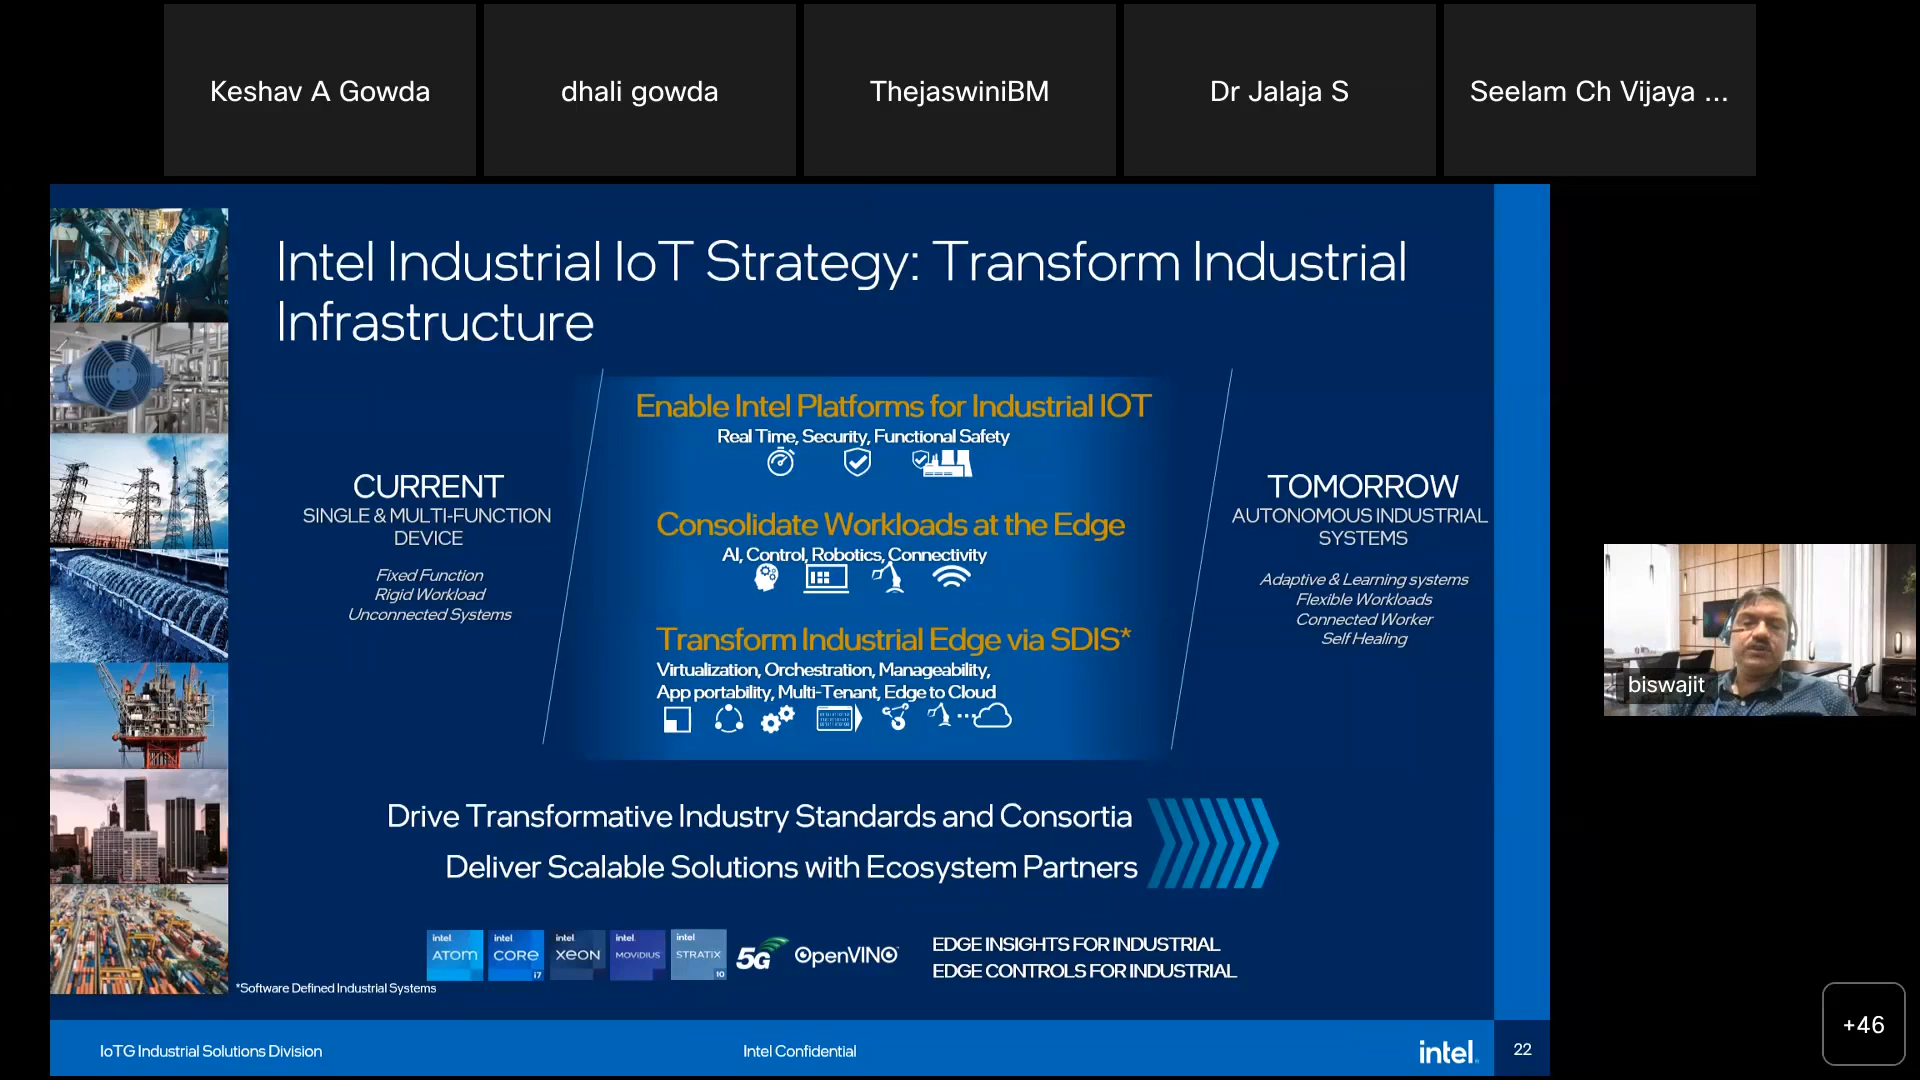 Keshav A Gowda
dhali gowda
ThejaswiniBM
Dr Jalaja S
Seelam Ch Vijaya ...
Intel Industrial IoT Strategy: Transform Industrial
Infrastructure
Enable Intel Platforms for Industrial IOT
Real Time, Security, Functional Safety
CURRENT
SINGLE & MULTI-FUNCTION
DEVICE
Fixed Function
Rigid Workload
Unconnected Systems
Consolidate Workloads at the Edge
AI, Control, Robotics, Connectivity
Transform Industrial Edge via SDIS*
Virtualization, Orchestration, Manageability,
App portability, Multi-Tenant, Edge to Cloud
TOMORROW
AUTONOMOUS INDUSTRIAL
SYSTEMS
Adaptive & Learning systems
Flexible Workloads
Connected Worker
Self Healing
biswajit
Drive Transformative Industry Standards and Consortia
Deliver Scalable Solutions with Ecosystem Partners
intel ATOM
intel CORE i7
intel XEON
intel MOVIDIUS
intel STRATIX 10
5G
OpenVINO
EDGE INSIGHTS FOR INDUSTRIAL
EDGE CONTROLS FOR INDUSTRIAL
*Software Defined Industrial Systems
IoTG Industrial Solutions Division
Intel Confidential
intel
22
+46